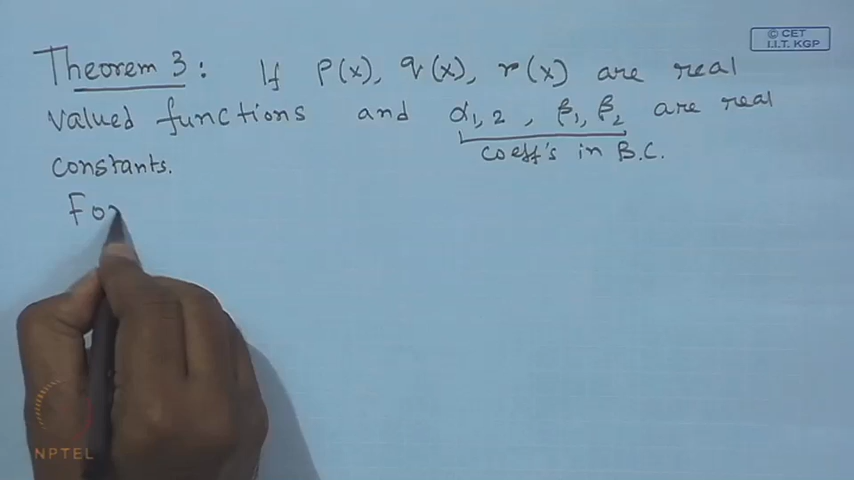 © CET
I.I.T. KGP
Theorem 3: If P(x), q(x), r(x) are real
valued functions and α1, 2, β1, β2 are real
coeff's in B.C.
constants.
For
NPTEL